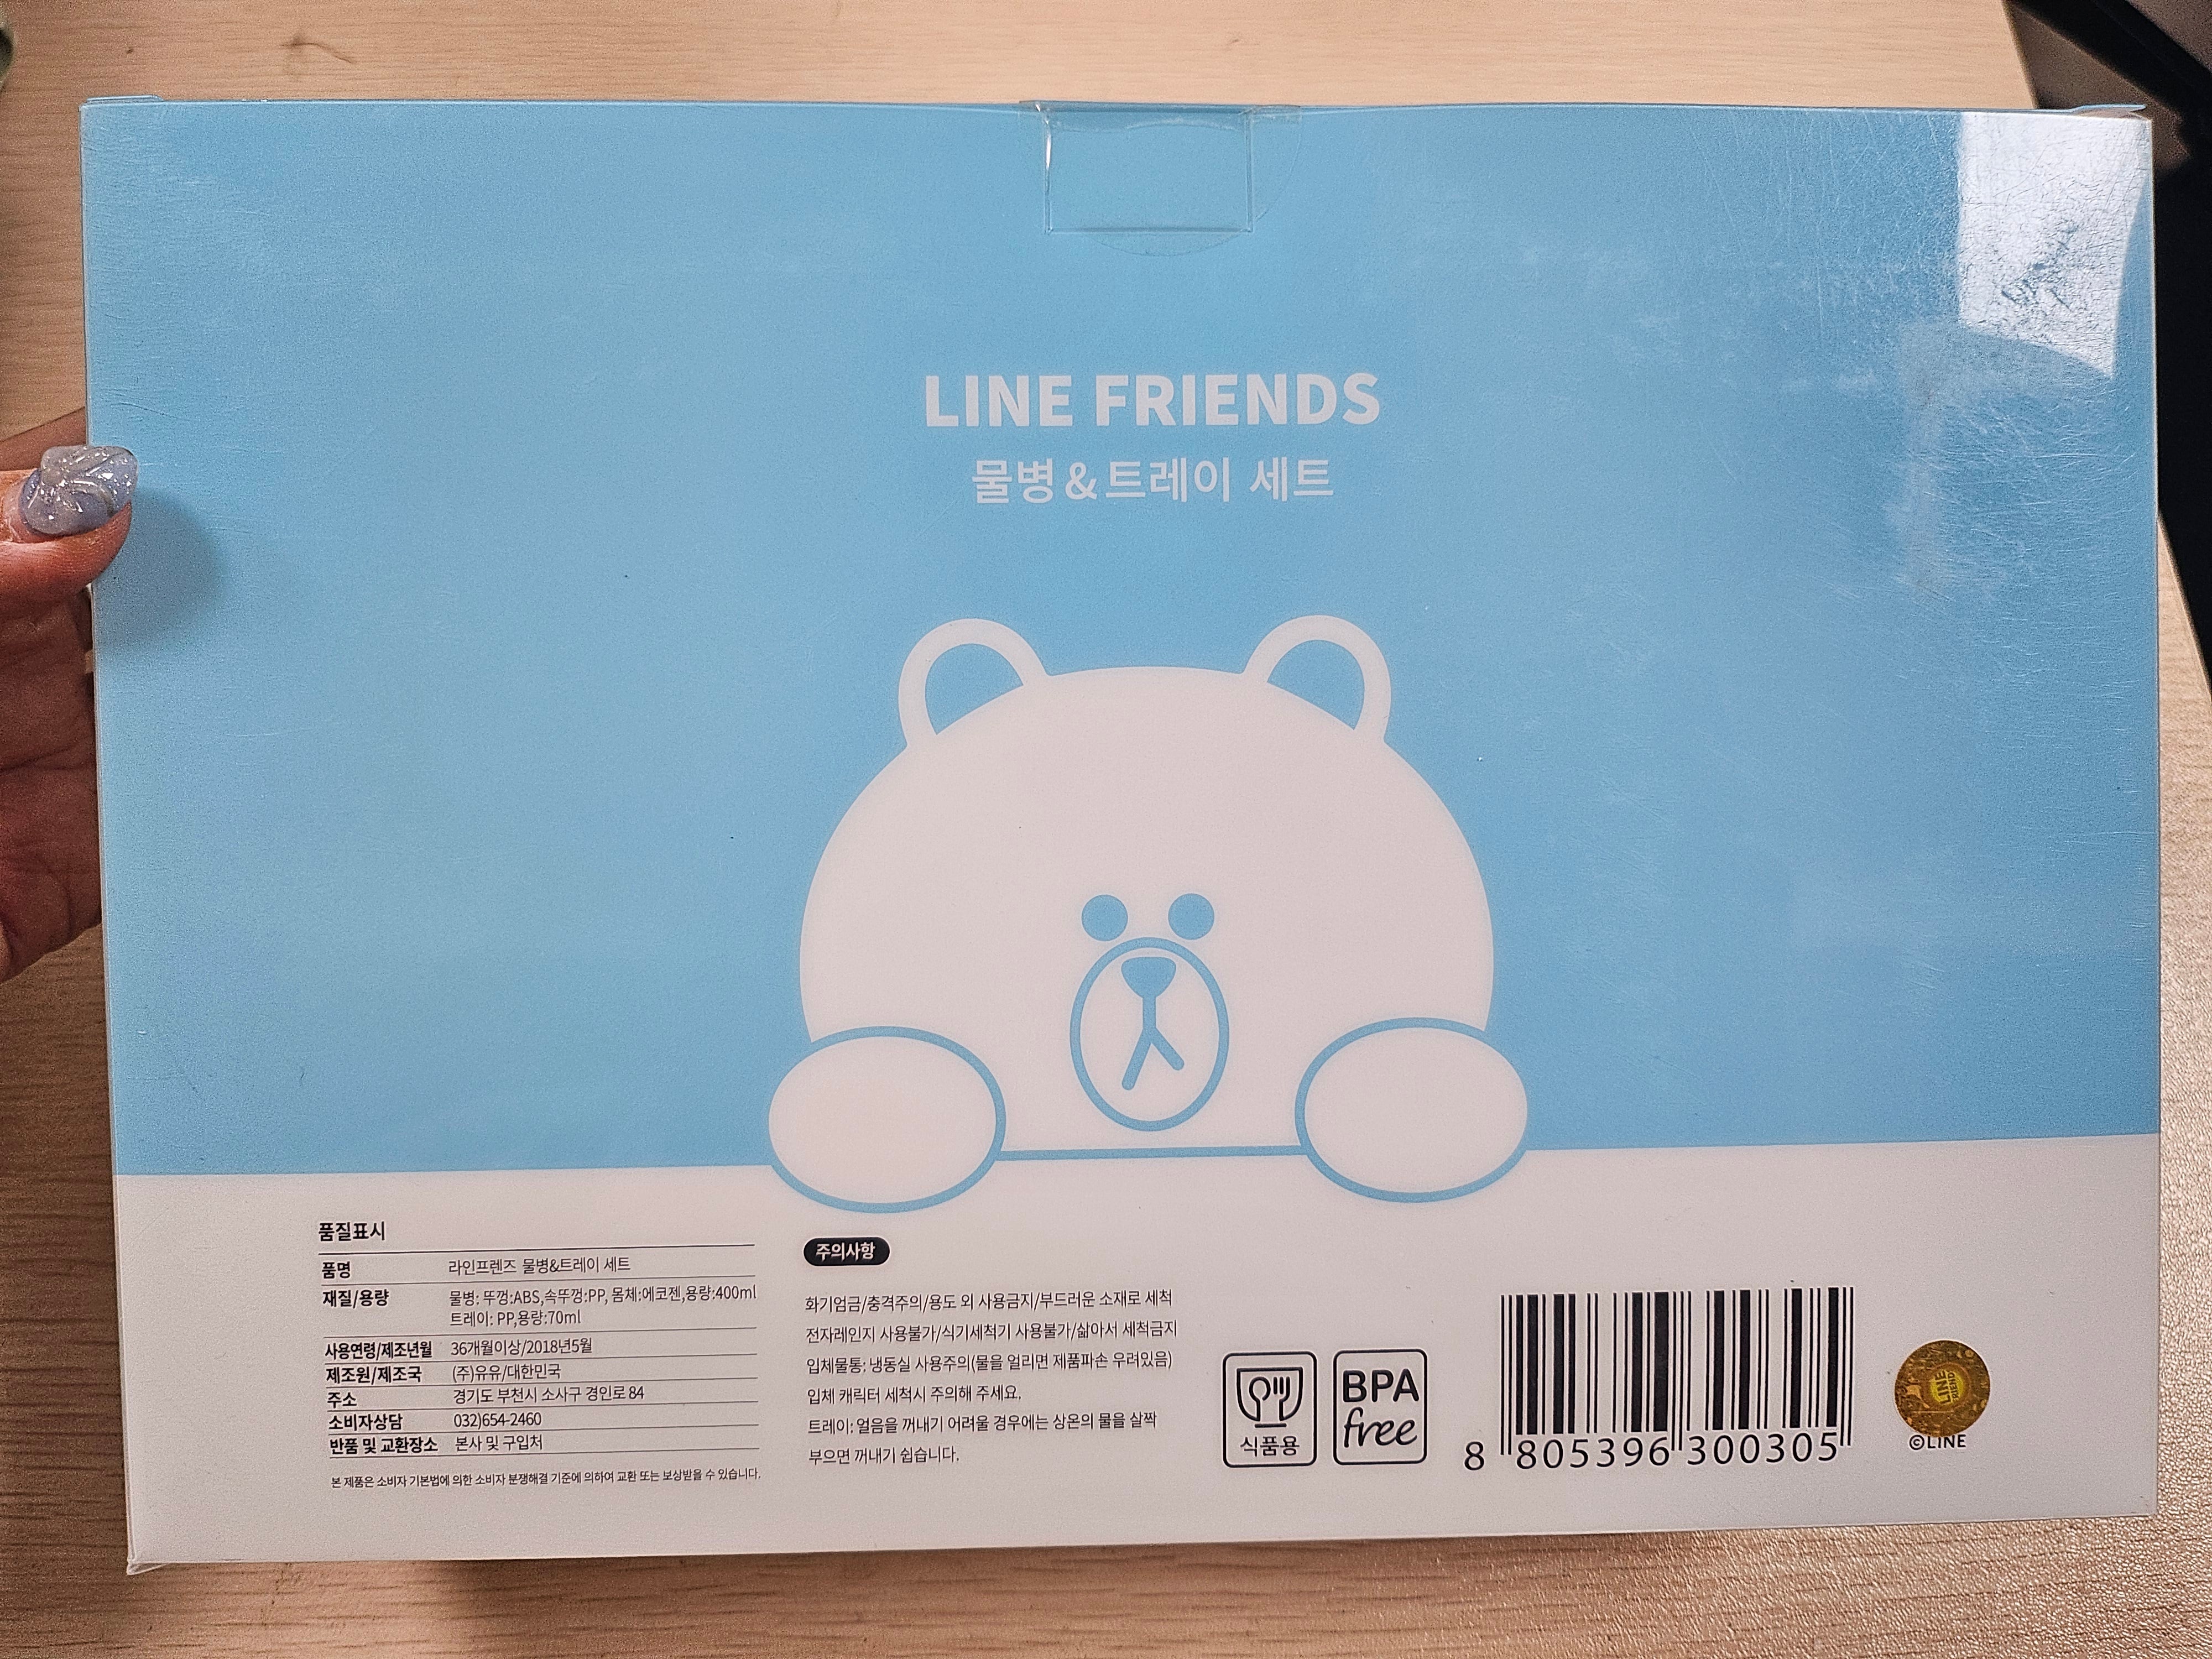 LINE FRIENDS
물병&트레이 세트
품질표시
품명 라인프렌즈 물병&트레이 세트
재질/용량 물병: 뚜껑:ABS,속뚜껑:PP, 몸체:에코젠,용량:400ml
트레이: PP,용량:70ml
사용연령/제조년월 36개월이상/2018년5월
제조원/제조국 (주)유유/대한민국
주소 경기도 부천시 소사구 경인로 84
소비자상담 032)654-2460
반품 및 교환장소 본사 및 구입처
본 제품은 소비자 기본법에 의한 소비자 분쟁해결 기준에 의하여 교환 또는 보상받을 수 있습니다.
주의사항
화기엄금/충격주의/용도 외 사용금지/부드러운 소재로 세척
전자레인지 사용불가/식기세척기 사용불가/삶아서 세척금지
입체물통: 냉동실 사용주의(물을 얼리면 제품파손 우려있음)
입체 캐릭터 세척시 주의해 주세요.
트레이: 얼음을 꺼내기 어려울 경우에는 상온의 물을 살짝
부으면 꺼내기 쉽습니다.
식품용
BPA
free
8 805396 300305
LINE
FRIENDS
©LINE